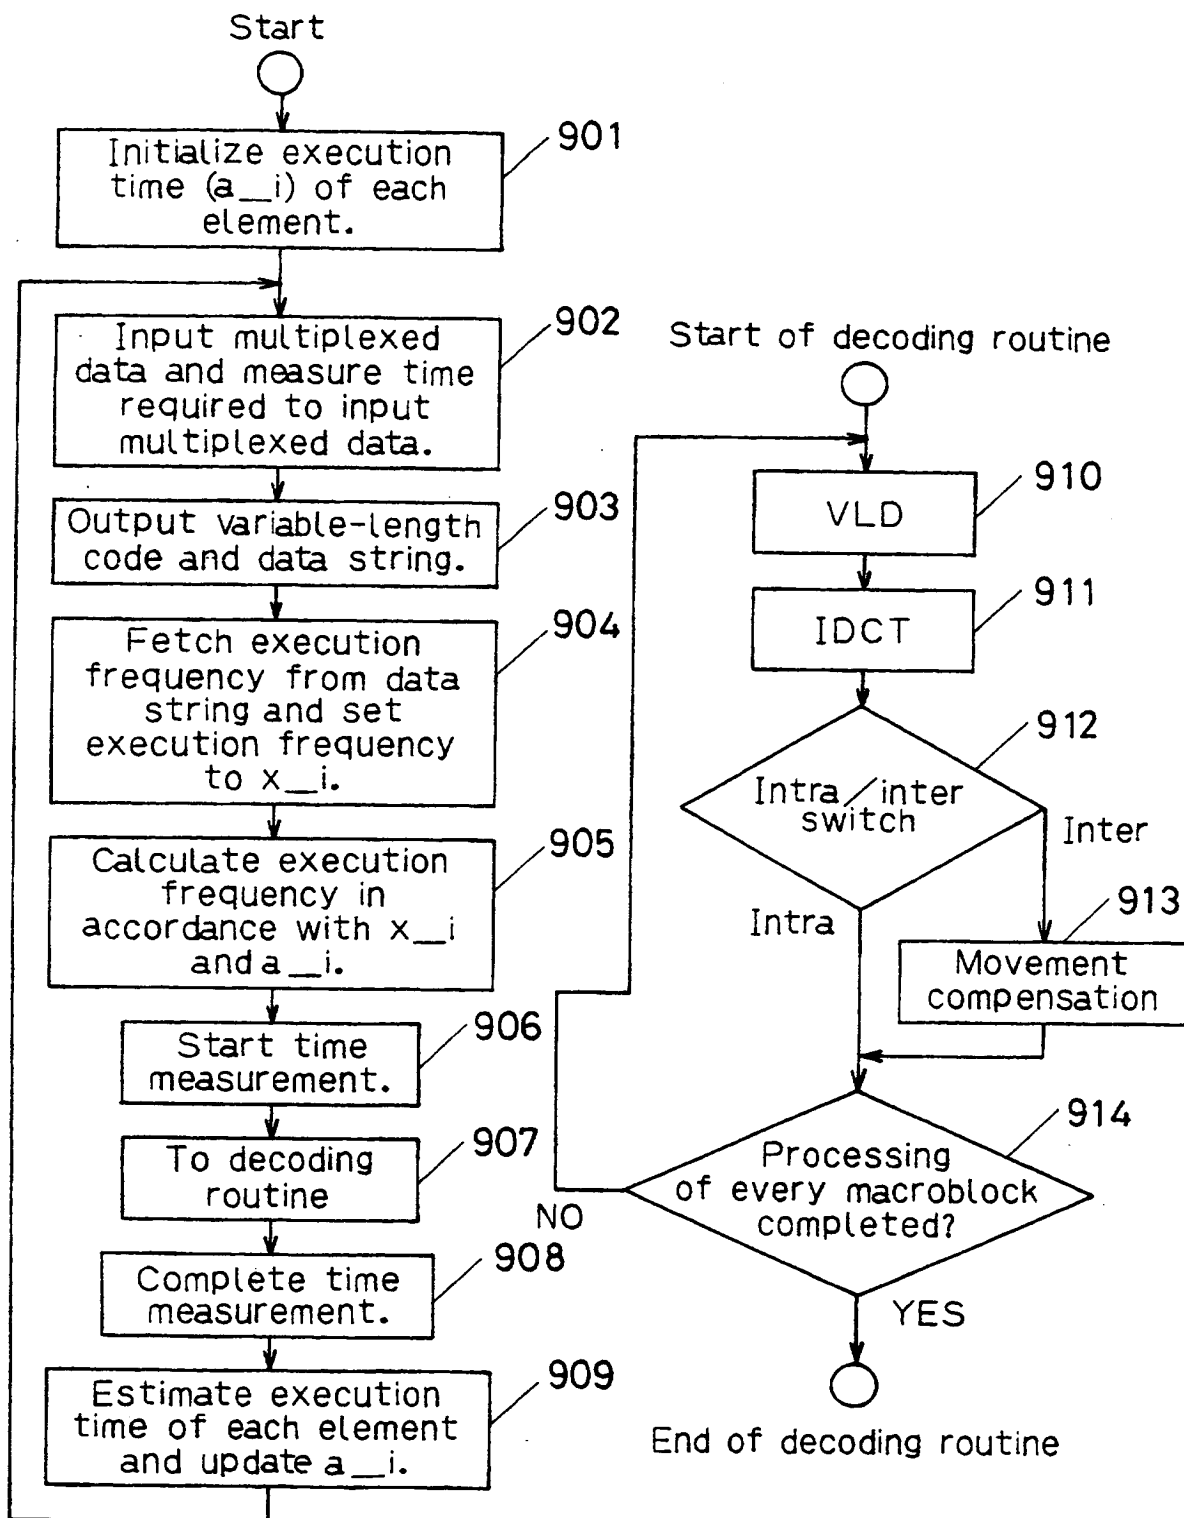 Start
901
Initialize execution
time (a__i) of each
element.
902
Input multiplexed
data and measure time
required to input
multiplexed data.
903
Output variable-length
code and data string.
904
Fetch execution
frequency from data
string and set
execution frequency
to x__i.
905
Calculate execution
frequency in
accordance with x__i
and a__i.
906
Start time
measurement.
907
To decoding
routine
908
Complete time
measurement.
909
Estimate execution
time of each element
and update a__i.
Start of decoding routine
910
VLD
911
IDCT
912
Intra/inter
switch
Inter
Intra
913
Movement
compensation
914
Processing
of every macroblock
completed?
NO
YES
End of decoding routine